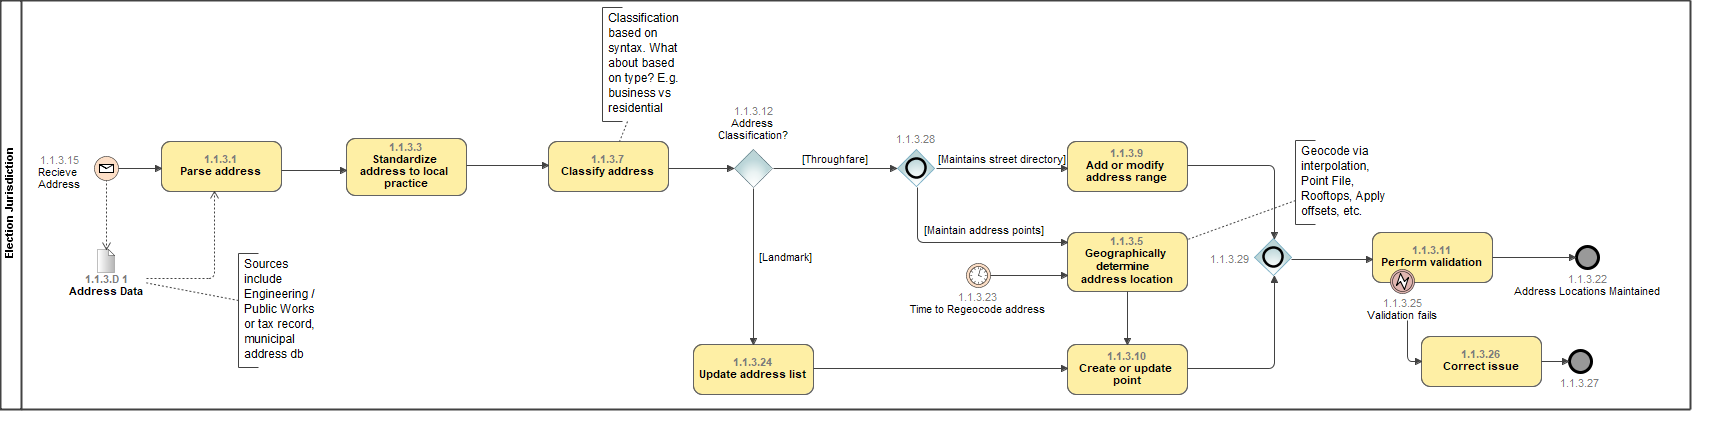 Election Jurisdiction
1.1.3.15
Recieve
Address
1.1.3.D 1
Address Data
Sources
include
Engineering /
Public Works
or tax record,
municipal
address db
1.1.3.1
Parse address
1.1.3.3
Standardize
address to local
practice
Classification
based on
syntax. What
about based
on type? E.g.
business vs
residential
1.1.3.7
Classify address
1.1.3.12
Address
Classification?
[Throughfare]
[Landmark]
1.1.3.24
Update address list
1.1.3.28
[Maintains street directory]
[Maintain address points]
1.1.3.9
Add or modify
address range
1.1.3.5
Geographically
determine
address location
1.1.3.23
Time to Regeocode address
1.1.3.10
Create or update
point
Geocode via
interpolation,
Point File,
Rooftops, Apply
offsets, etc.
1.1.3.29
1.1.3.11
Perform validation
1.1.3.25
Validation fails
1.1.3.22
Address Locations Maintained
1.1.3.26
Correct issue
1.1.3.27